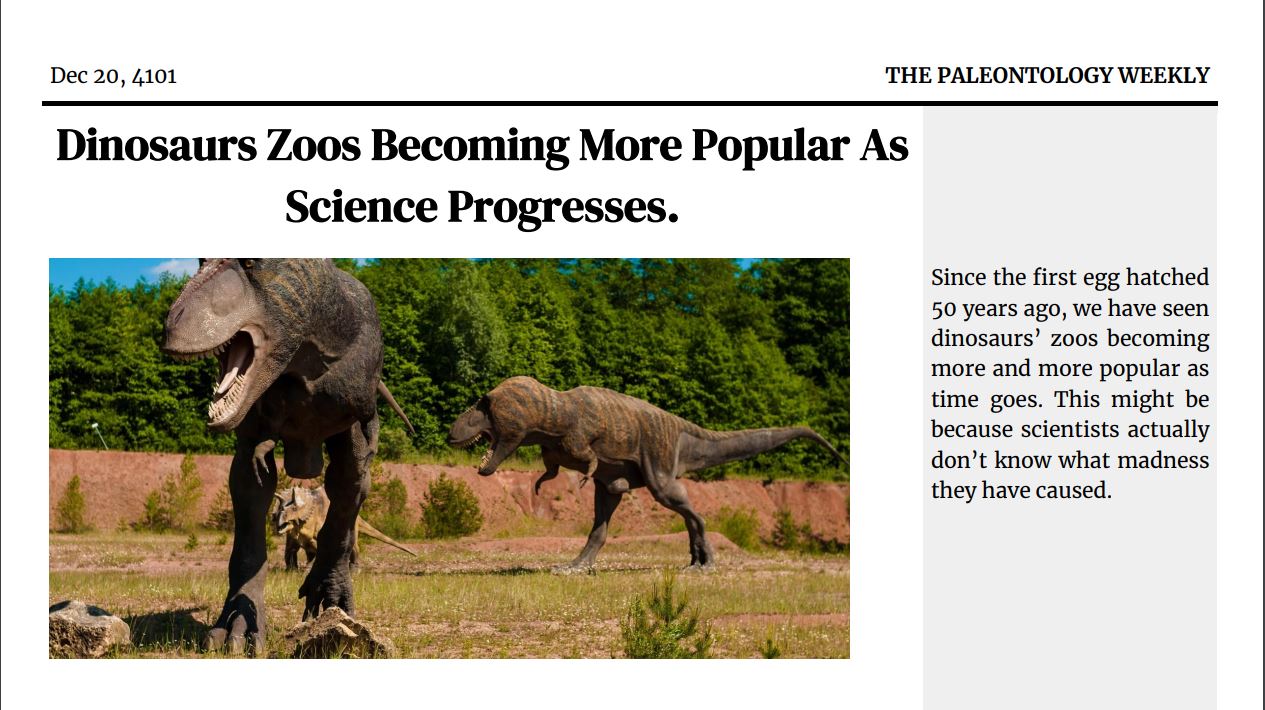 Dec 20, 4101
THE PALEONTOLOGY WEEKLY
Dinosaurs Zoos Becoming More Popular As
Science Progresses.
Since the first egg hatched
50 years ago, we have seen
dinosaurs’ zoos becoming
more and more popular as
time goes. This might be
because scientists actually
don’t know what madness
they have caused.